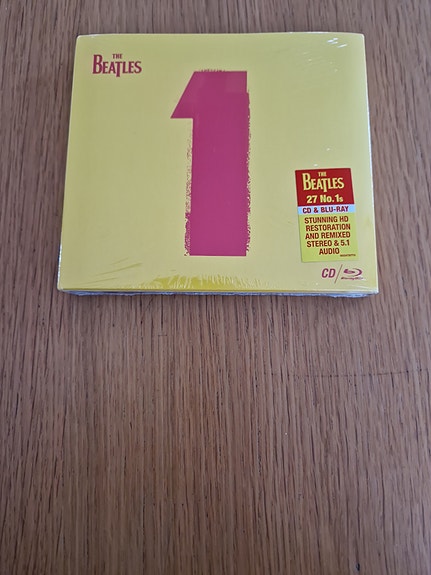 THE
BEATLES
1
THE
BEATLES
27 No.1s
CD & BLU-RAY
STUNNING HD
RESTORATION
AND REMIXED
STEREO & 5.1
AUDIO
CD/